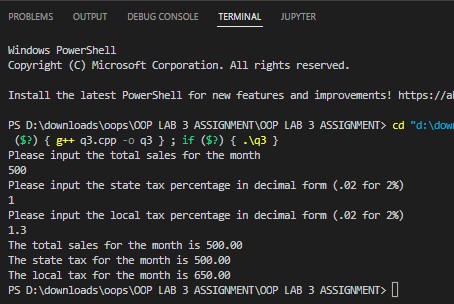 PROBLEMS OUTPUT DEBUG CONSOLE TERMINAL JUPYTER
Windows PowerShell
Copyright (C) Microsoft Corporation. All rights reserved.
Install the latest PowerShell for new features and improvements! https://
PS D:\downloads\oops\OOP LAB 3 ASSIGNMENT\OOP LAB 3 ASSIGNMENT> cd "d:\dow
($?) { g++ q3.cpp -o q3 } ; if ($?) { .\q3 }
Please input the total sales for the month
500
Please input the state tax percentage in decimal form (.02 for 2%)
1
Please input the local tax percentage in decimal form (.02 for 2%)
1.3
The total sales for the month is 500.00
The state tax for the month is 500.00
The local tax for the month is 650.00
PS D:\downloads\oops\OOP LAB 3 ASSIGNMENT\OOP LAB 3 ASSIGNMENT>